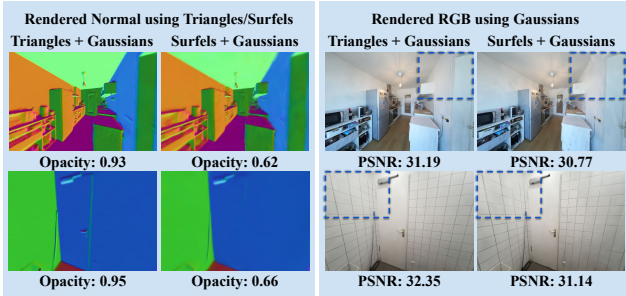 Rendered Normal using Triangles/Surfels
Triangles + Gaussians Surfels + Gaussians
Opacity: 0.93 Opacity: 0.62
Opacity: 0.95 Opacity: 0.66
Rendered RGB using Gaussians
Triangles + Gaussians Surfels + Gaussians
PSNR: 31.19 PSNR: 30.77
PSNR: 32.35 PSNR: 31.14